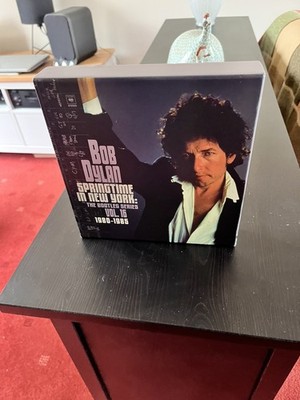 BOB
DYLAN
SPRINGTIME
IN NEW YORK:
THE BOOTLEG SERIES
VOL. 16
1980-1985